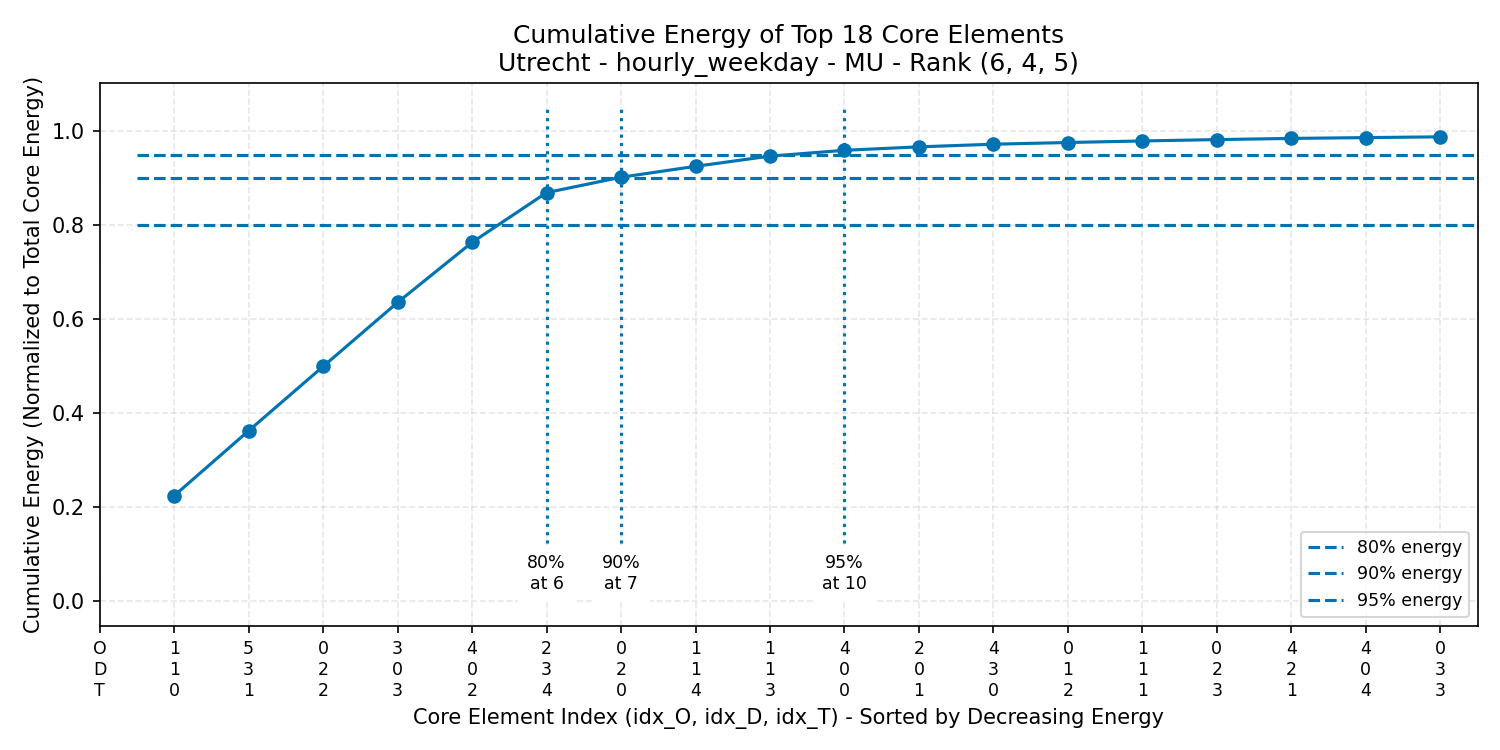 Cumulative Energy of Top 18 Core Elements
Utrecht - hourly_weekday - MU - Rank (6, 4, 5)
Cumulative Energy (Normalized to Total Core Energy)
1.0
0.8
0.6
0.4
0.2
0.0
80% 90% 95%
at 6 at 7 at 10
80% energy
90% energy
95% energy
O 1 5 0 3 4 2 0 1 1 4 2 4 0 1 0 4 4 0
D 1 3 2 0 0 3 2 1 1 0 0 3 1 1 2 2 0 3
T 0 1 2 3 2 4 0 4 3 0 1 0 2 1 3 1 4 3
Core Element Index (idx_O, idx_D, idx_T) - Sorted by Decreasing Energy